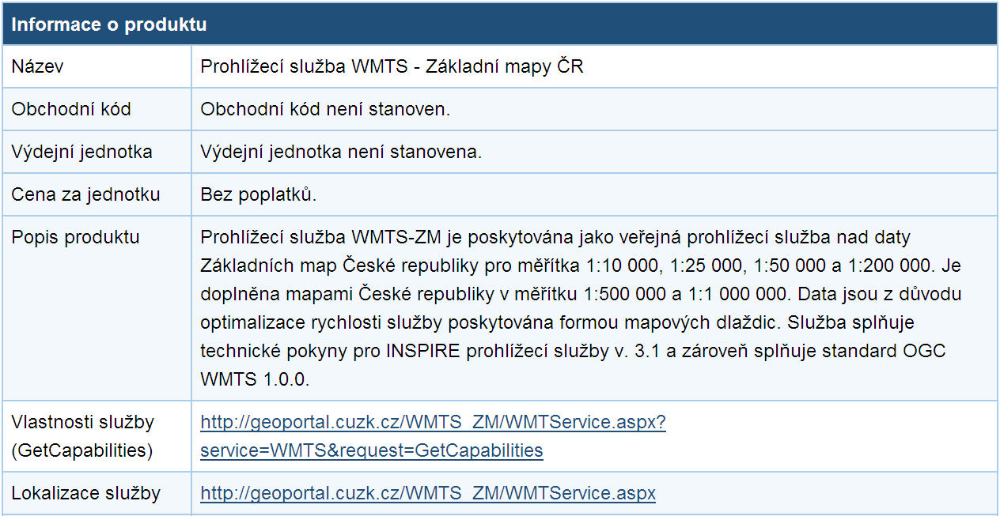 Informace o produktu
Název
Prohlížecí služba WMTS - Základní mapy ČR
Obchodní kód
Obchodní kód není stanoven.
Výdejní jednotka
Výdejní jednotka není stanovena.
Cena za jednotku
Bez poplatků.
Popis produktu
Prohlížecí služba WMTS-ZM je poskytována jako veřejná prohlížecí služba nad daty
Základních map České republiky pro měřítka 1:10 000, 1:25 000, 1:50 000 a 1:200 000. Je
doplněna mapami České republiky v měřítku 1:500 000 a 1:1 000 000. Data jsou z důvodu
optimalizace rychlosti služby poskytována formou mapových dlaždic. Služba splňuje
technické pokyny pro INSPIRE prohlížecí služby v. 3.1 a zároveň splňuje standard OGC
WMTS 1.0.0.
Vlastnosti služby
(GetCapabilities)
http://geoportal.cuzk.cz/WMTS_ZM/WMTService.aspx?
service=WMTS&request=GetCapabilities
Lokalizace služby
http://geoportal.cuzk.cz/WMTS_ZM/WMTService.aspx